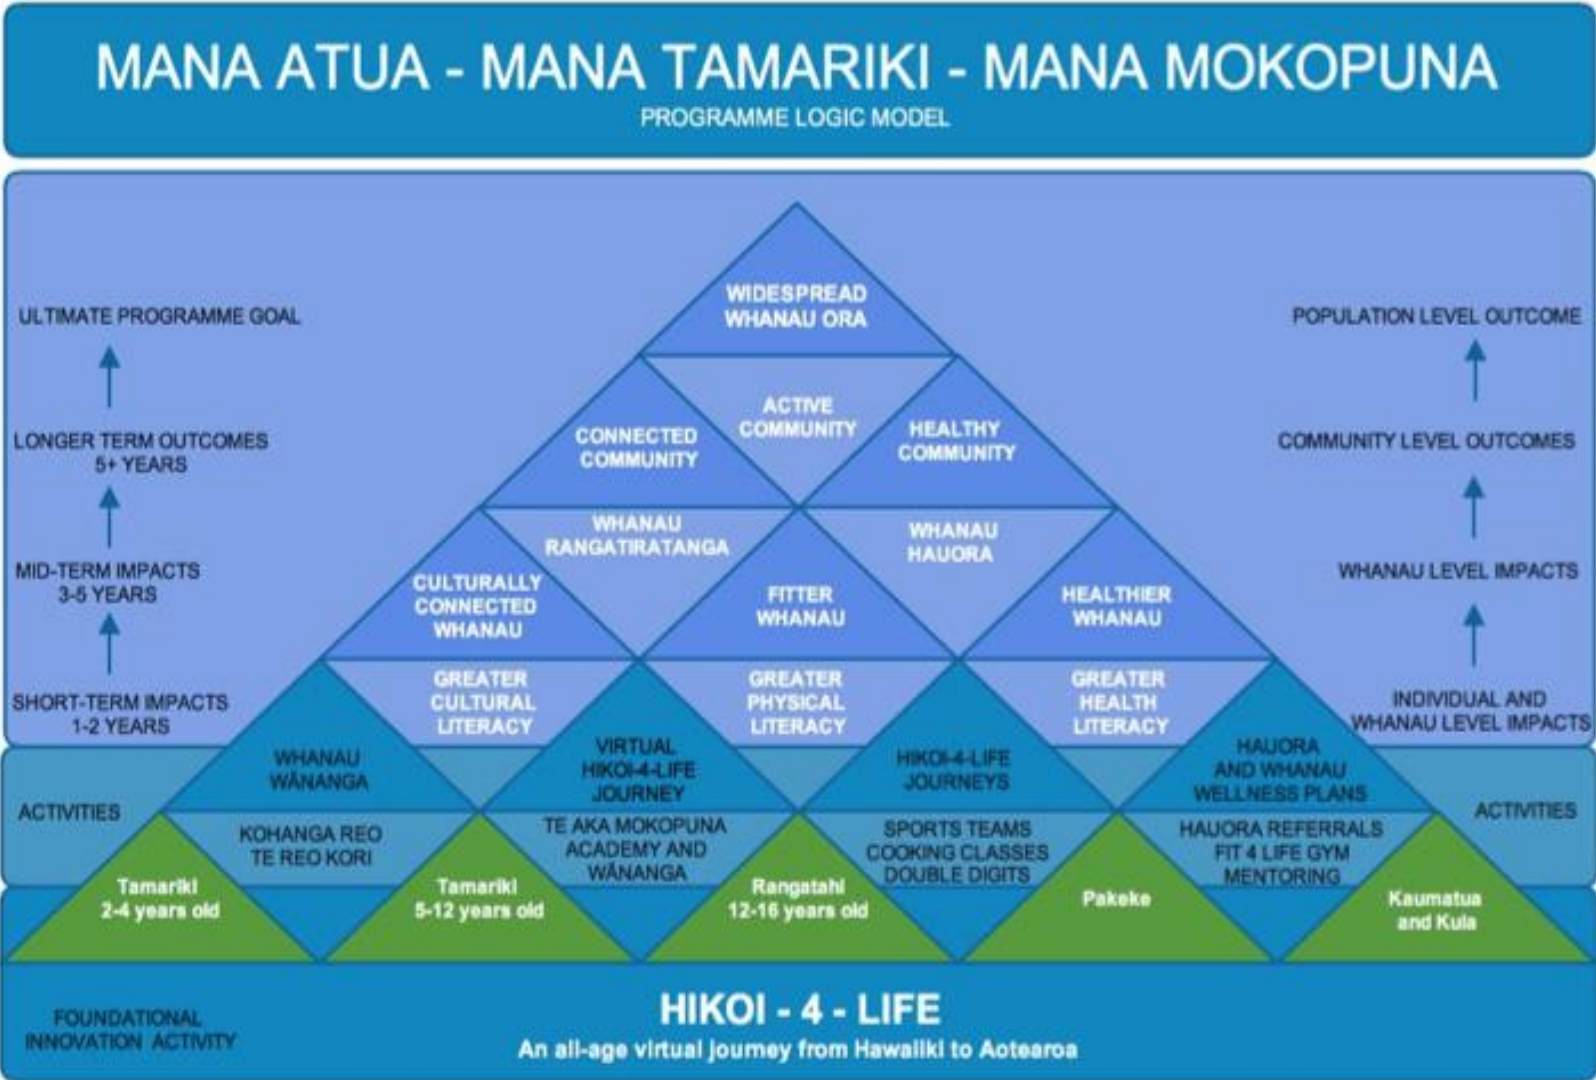 MANA ATUA - MANA TAMARIKI - MANA MOKOPUNA
PROGRAMME LOGIC MODEL
WIDESPREAD
WHANAU ORA
ULTIMATE PROGRAMME GOAL
POPULATION LEVEL OUTCOME
ACTIVE
COMMUNITY
CONNECTED
COMMUNITY
HEALTHY
COMMUNITY
LONGER TERM OUTCOMES
5+ YEARS
COMMUNITY LEVEL OUTCOMES
WHANAU
RANGATIRATANGA
WHANAU
HAUORA
MID-TERM IMPACTS
3-5 YEARS
CULTURALLY
CONNECTED
WHANAU
FITTER
WHANAU
HEALTHIER
WHANAU
WHANAU LEVEL IMPACTS
SHORT-TERM IMPACTS
1-2 YEARS
GREATER
CULTURAL
LITERACY
GREATER
PHYSICAL
LITERACY
GREATER
HEALTH
LITERACY
INDIVIDUAL AND
WHANAU LEVEL IMPACTS
WHANAU
WĀNANGA
VIRTUAL
HIKOI-4-LIFE
JOURNEY
HIKOI-4-LIFE
JOURNEYS
HAUORA
AND WHANAU
WELLNESS PLANS
ACTIVITIES
ACTIVITIES
KOHANGA REO
TE REO KORI
TE AKA MOKOPUNA
ACADEMY AND
WĀNANGA
SPORTS TEAMS
COOKING CLASSES
DOUBLE DIGITS
HAUORA REFERRALS
FIT 4 LIFE GYM
MENTORING
Tamariki
2-4 years old
Tamariki
5-12 years old
Rangatahi
12-16 years old
Pakeke
Kaumatua
and Kuia
FOUNDATIONAL
INNOVATION ACTIVITY
HIKOI - 4 - LIFE
An all-age virtual journey from Hawaiiki to Aotearoa